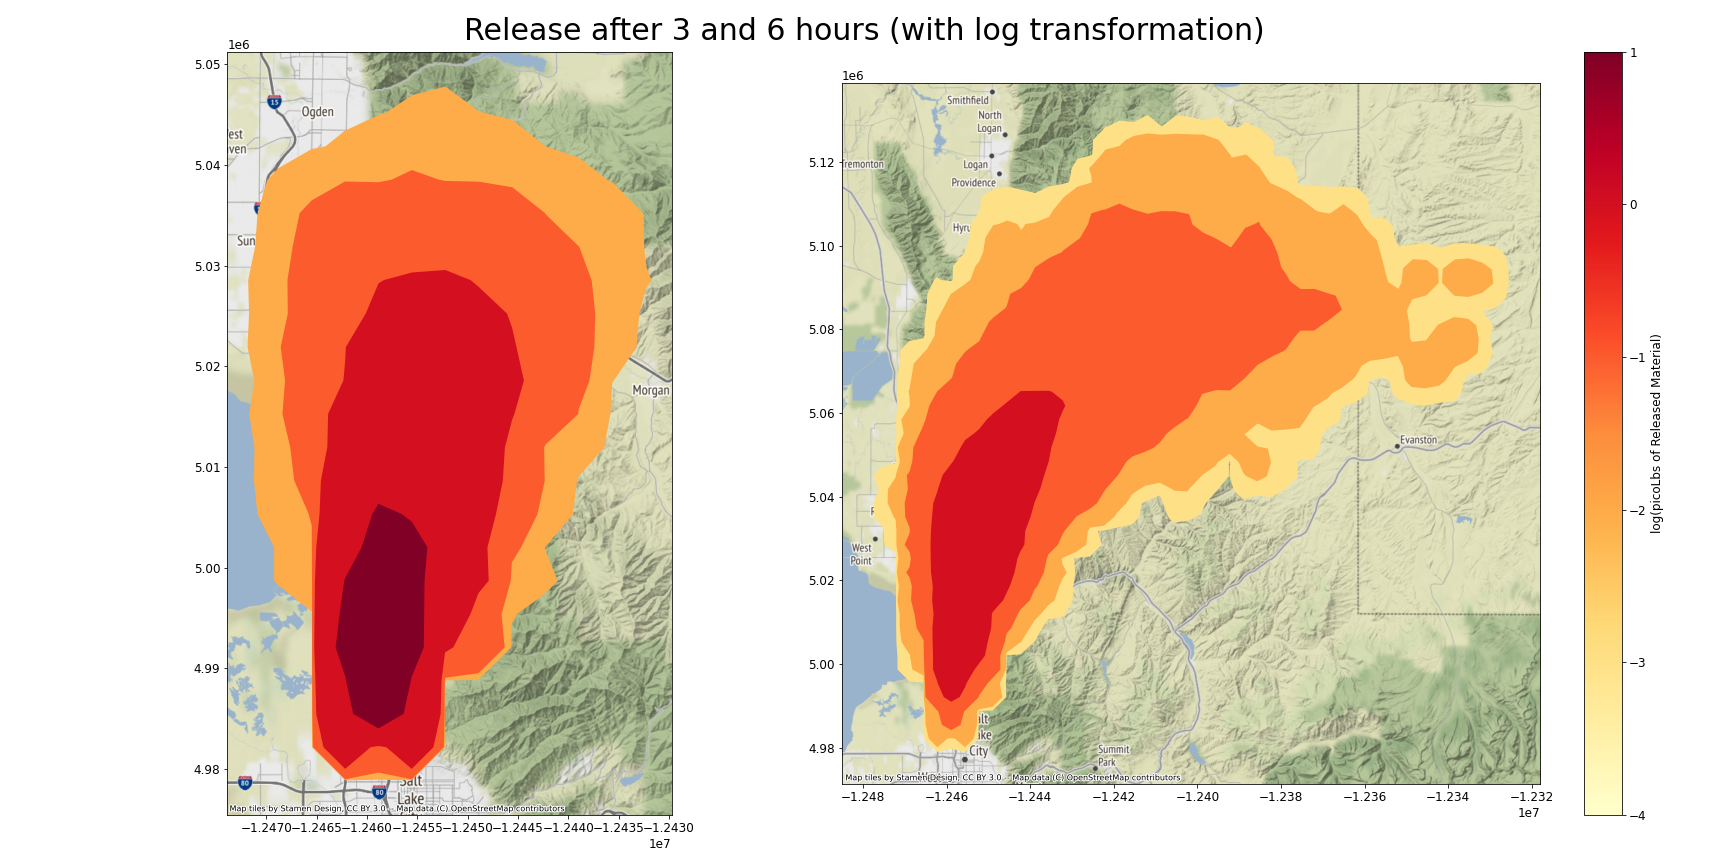 Release after 3 and 6 hours (with log transformation)
1e6
5.05
5.04
5.03
5.02
5.01
5.00
4.99
4.98
15
Ogden
est
ven
Sun
Morgan
80
80
Salt
Lake
Map tiles by Stamen Design, CC BY 3.0 -- Map data (C) OpenStreetMap contributors
−1.2470 −1.2465 −1.2460 −1.2455 −1.2450 −1.2445 −1.2440 −1.2435 −1.2430
1e7
1e6
5.12
5.10
5.08
5.06
5.04
5.02
5.00
4.98
Smithfield
North
Logan
Logan
Providence
Fremonton
Hyru
Evanston
West
Point
alt
ake
City
Summit
Park
Map tiles by Stamen Design, CC BY 3.0 -- Map data (C) OpenStreetMap contributors
−1.248 −1.246 −1.244 −1.242 −1.240 −1.238 −1.236 −1.234 −1.232
1e7
1
0
−1
−2
−3
−4
log(picoLbs of Released Material)